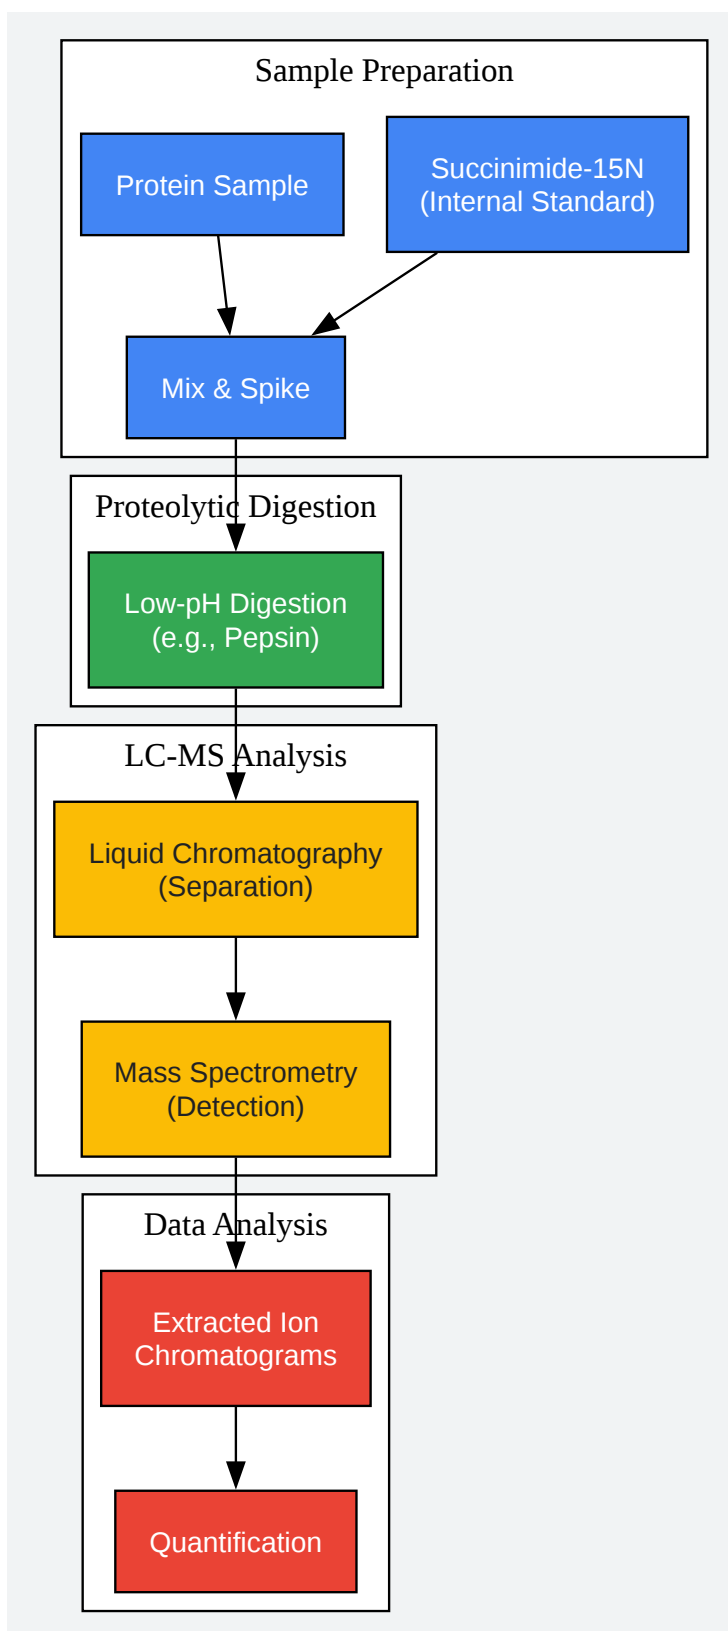 Sample Preparation
Protein Sample
Succinimide-15N
(Internal Standard)
Mix & Spike
Proteolytic Digestion
Low-pH Digestion
(e.g., Pepsin)
LC-MS Analysis
Liquid Chromatography
(Separation)
Mass Spectrometry
(Detection)
Data Analysis
Extracted Ion
Chromatograms
Quantification